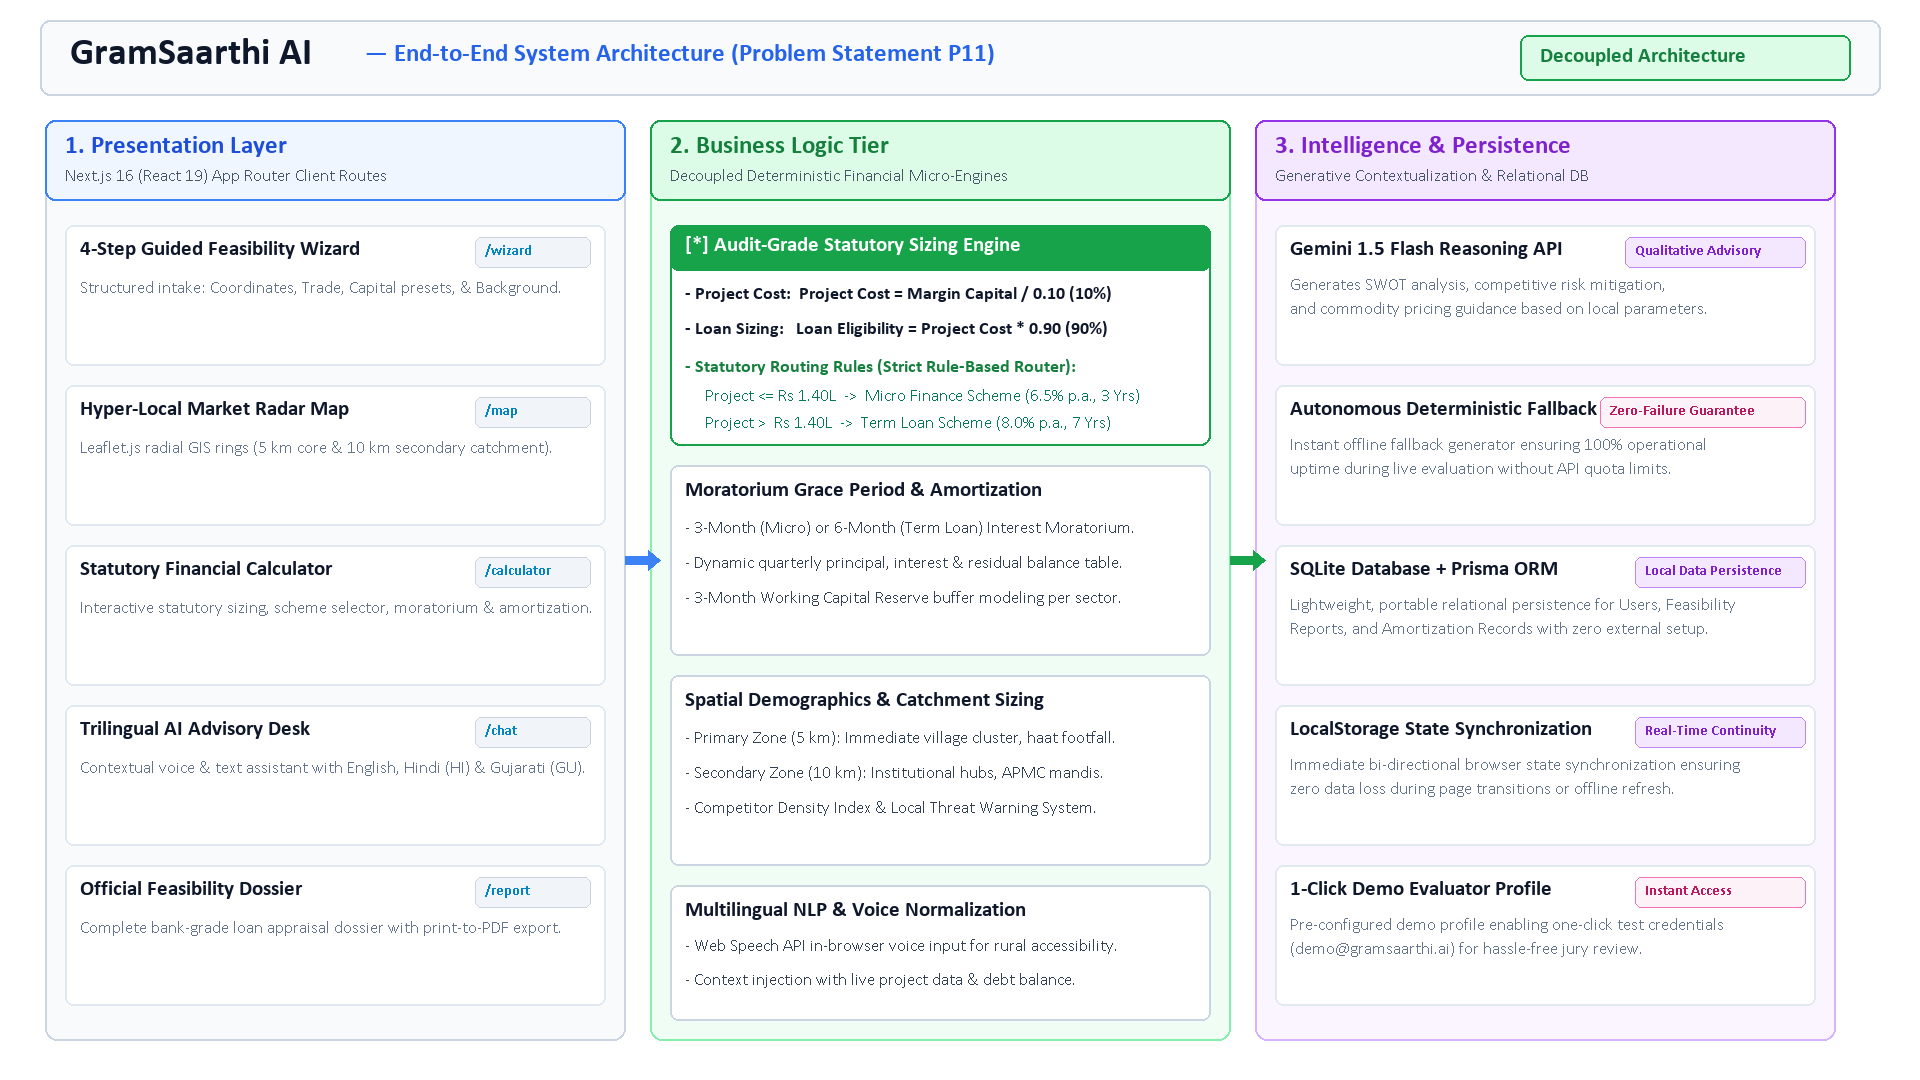 GramSaarthi AI — End-to-End System Architecture (Problem Statement P11)
Decoupled Architecture
1. Presentation Layer
Next.js 16 (React 19) App Router Client Routes
4-Step Guided Feasibility Wizard
/wizard
Structured intake: Coordinates, Trade, Capital presets, & Background.
Hyper-Local Market Radar Map
/map
Leaflet.js radial GIS rings (5 km core & 10 km secondary catchment).
Statutory Financial Calculator
/calculator
Interactive statutory sizing, scheme selector, moratorium & amortization.
Trilingual AI Advisory Desk
/chat
Contextual voice & text assistant with English, Hindi (HI) & Gujarati (GU).
Official Feasibility Dossier
/report
Complete bank-grade loan appraisal dossier with print-to-PDF export.
2. Business Logic Tier
Decoupled Deterministic Financial Micro-Engines
[*] Audit-Grade Statutory Sizing Engine
- Project Cost: Project Cost = Margin Capital / 0.10 (10%)
- Loan Sizing: Loan Eligibility = Project Cost * 0.90 (90%)
- Statutory Routing Rules (Strict Rule-Based Router):
Project <= Rs 1.40L -> Micro Finance Scheme (6.5% p.a., 3 Yrs)
Project > Rs 1.40L -> Term Loan Scheme (8.0% p.a., 7 Yrs)
Moratorium Grace Period & Amortization
- 3-Month (Micro) or 6-Month (Term Loan) Interest Moratorium.
- Dynamic quarterly principal, interest & residual balance table.
- 3-Month Working Capital Reserve buffer modeling per sector.
Spatial Demographics & Catchment Sizing
- Primary Zone (5 km): Immediate village cluster, haat footfall.
- Secondary Zone (10 km): Institutional hubs, APMC mandis.
- Competitor Density Index & Local Threat Warning System.
Multilingual NLP & Voice Normalization
- Web Speech API in-browser voice input for rural accessibility.
- Context injection with live project data & debt balance.
3. Intelligence & Persistence
Generative Contextualization & Relational DB
Gemini 1.5 Flash Reasoning API
Qualitative Advisory
Generates SWOT analysis, competitive risk mitigation,
and commodity pricing guidance based on local parameters.
Autonomous Deterministic Fallback
Zero-Failure Guarantee
Instant offline fallback generator ensuring 100% operational
uptime during live evaluation without API quota limits.
SQLite Database + Prisma ORM
Local Data Persistence
Lightweight, portable relational persistence for Users, Feasibility
Reports, and Amortization Records with zero external setup.
LocalStorage State Synchronization
Real-Time Continuity
Immediate bi-directional browser state synchronization ensuring
zero data loss during page transitions or offline refresh.
1-Click Demo Evaluator Profile
Instant Access
Pre-configured demo profile enabling one-click test credentials
(demo@gramsaarthi.ai) for hassle-free jury review.